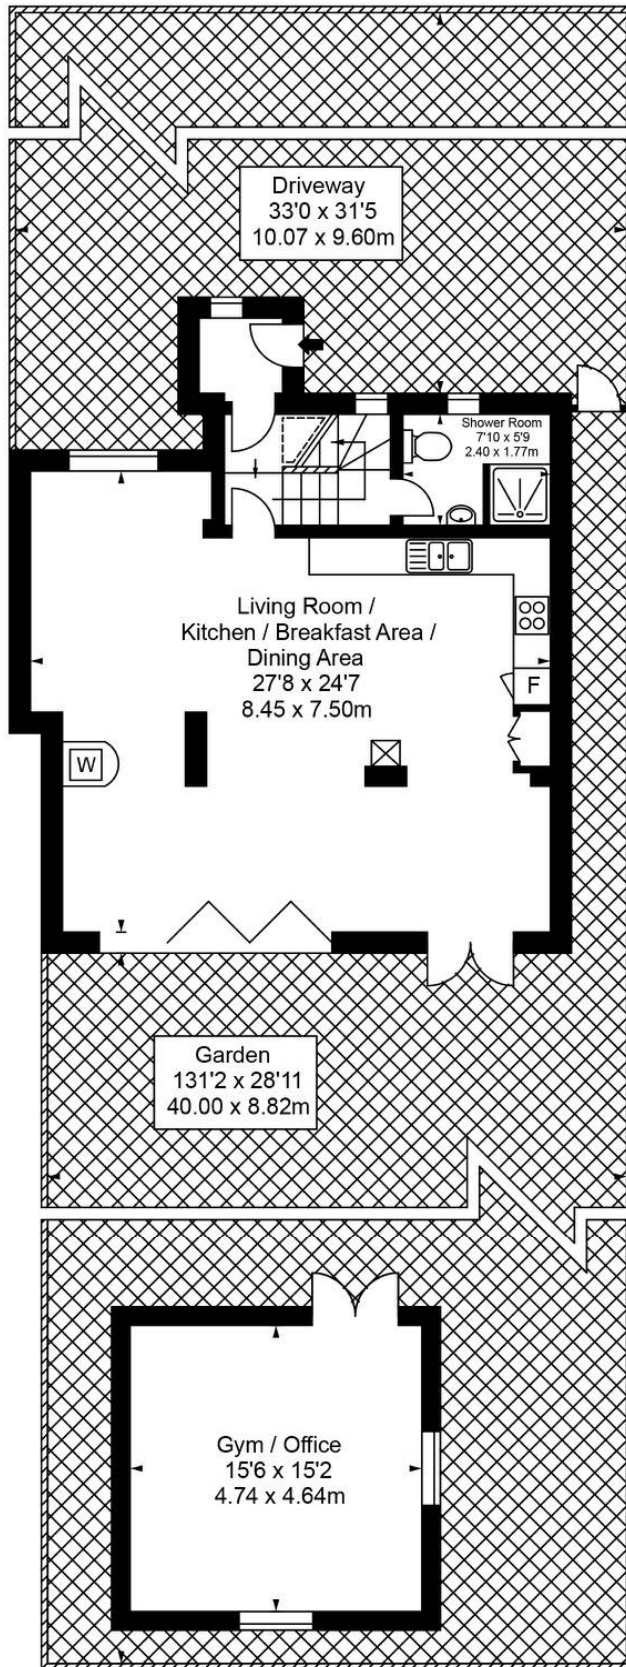 Driveway
33'0 x 31'5
10.07 x 9.60m
Shower Room
7'10 x 5'9
2.40 x 1.77m
Living Room /
Kitchen / Breakfast Area /
Dining Area
27'8 x 24'7
8.45 x 7.50m
F
W
Garden
131'2 x 28'11
40.00 x 8.82m
Gym / Office
15'6 x 15'2
4.74 x 4.64m